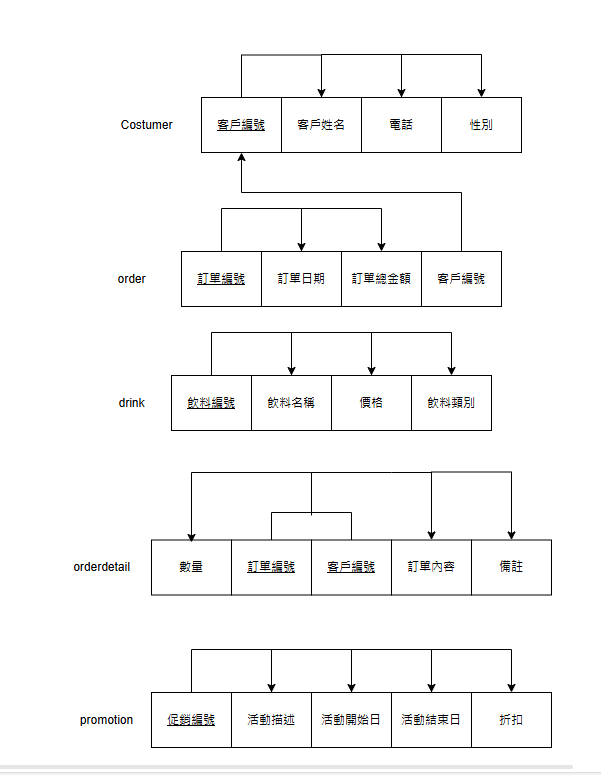 Costumer 客戶編號 客戶姓名 電話 性別
order 訂單編號 訂單日期 訂單總金額 客戶編號
drink 飲料編號 飲料名稱 價格 飲料類別
orderdetail 數量 訂單編號 客戶編號 訂單內容 備註
promotion 促銷編號 活動描述 活動開始日 活動結束日 折扣